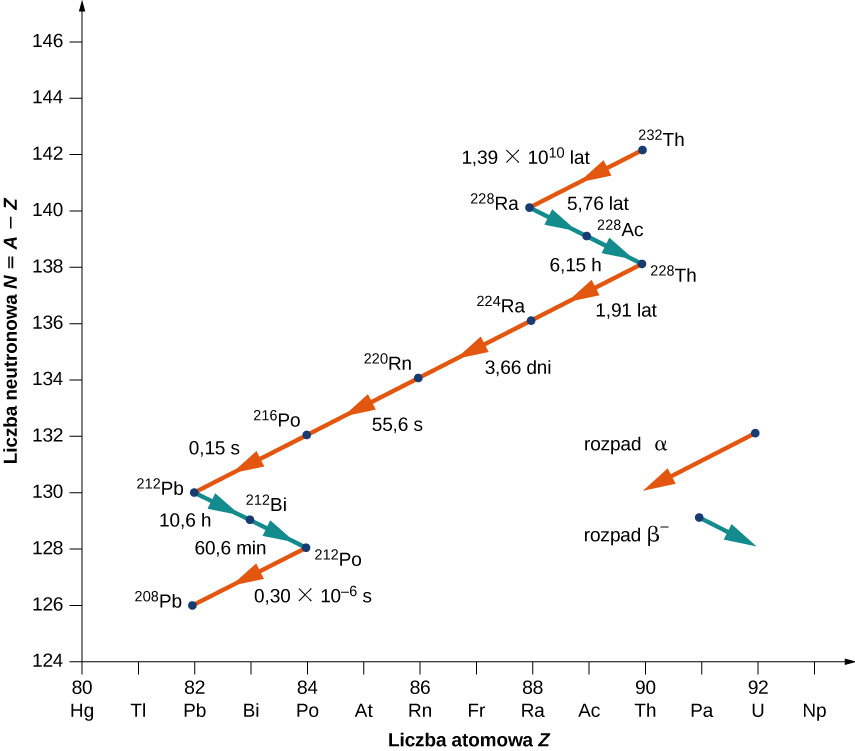 146
144
142
140
138
136
134
132
130
128
126
124
Liczba neutronowa N = A – Z
²³²Th
1,39 × 10¹⁰ lat
²²⁸Ra
5,76 lat
²²⁸Ac
6,15 h
²²⁸Th
²²⁴Ra
1,91 lat
²²⁰Rn
3,66 dni
²¹⁶Po
55,6 s
0,15 s
²¹²Pb
²¹²Bi
10,6 h
60,6 min
²¹²Po
²⁰⁸Pb
0,30 × 10⁻⁶ s
rozpad α
rozpad β⁻
80 82 84 86 88 90 92
Hg Tl Pb Bi Po At Rn Fr Ra Ac Th Pa U Np
Liczba atomowa Z